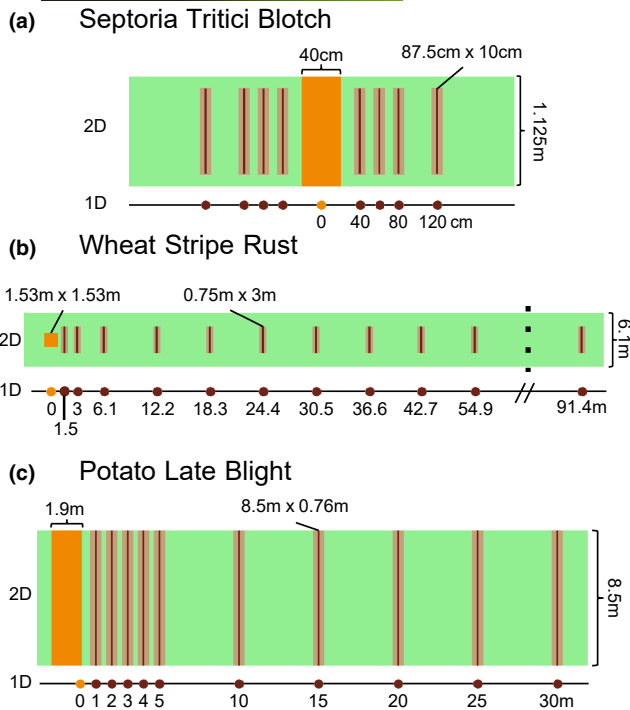 (a) Septoria Tritici Blotch
40cm 87.5cm x 10cm
2D
1.125m
1D
0 40 80 120 cm
(b) Wheat Stripe Rust
1.53m x 1.53m 0.75m x 3m
2D
6.1m
1D
0 3 6.1 12.2 18.3 24.4 30.5 36.6 42.7 54.9 // 91.4m
1.5
(c) Potato Late Blight
1.9m 8.5m x 0.76m
2D
8.5m
1D
0 1 2 3 4 5 10 15 20 25 30m